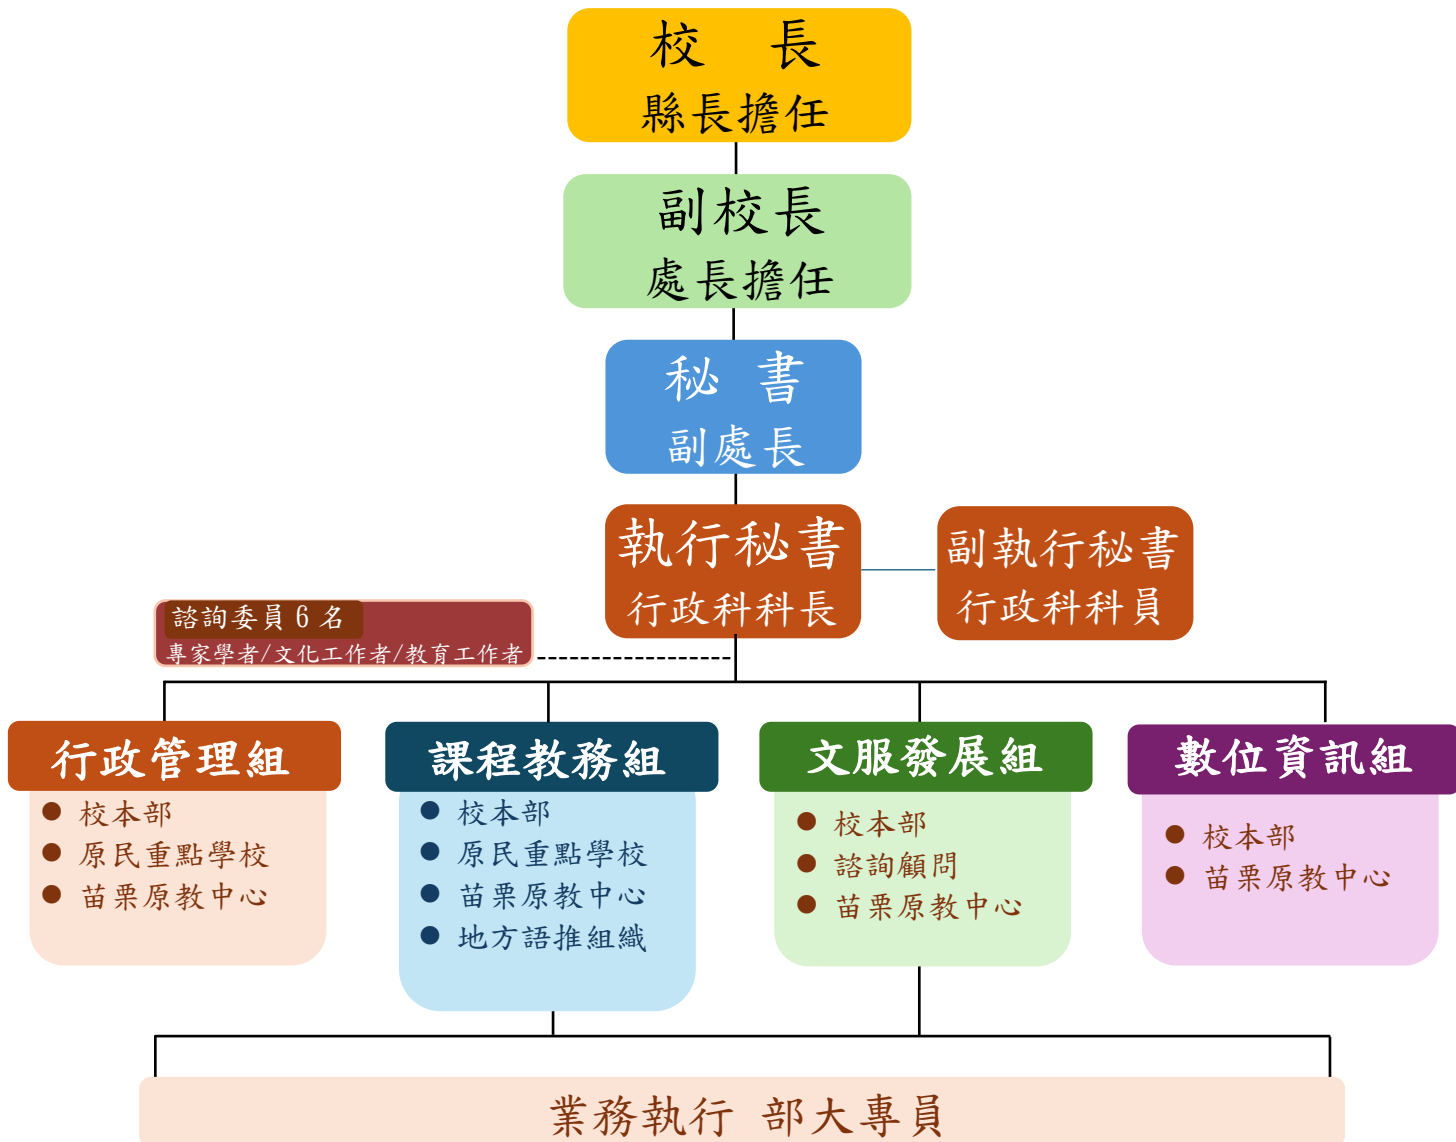 校 長
縣長擔任
副校長
處長擔任
秘 書
副處長
執行秘書
行政科科長
副執行秘書
行政科科員
諮詢委員6名
專家學者/文化工作者/教育工作者
行政管理組
● 校本部
● 原民重點學校
● 苗栗原教中心
課程教務組
● 校本部
● 原民重點學校
● 苗栗原教中心
● 地方語推組織
文服發展組
● 校本部
● 諮詢顧問
● 苗栗原教中心
數位資訊組
● 校本部
● 苗栗原教中心
業務執行 部大專員